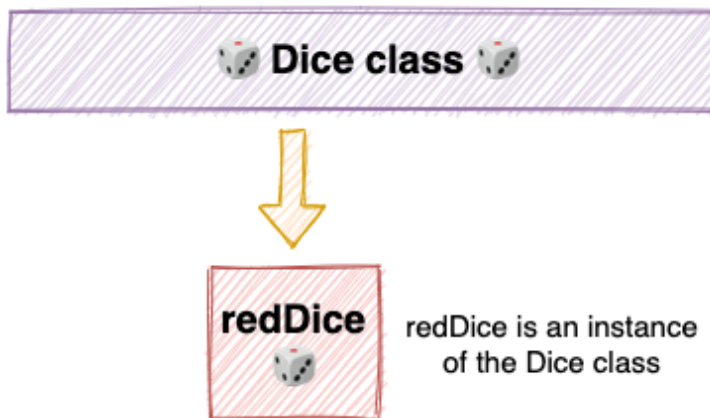 🎲 Dice class 🎲
redDice
🎲
redDice is an instance
of the Dice class